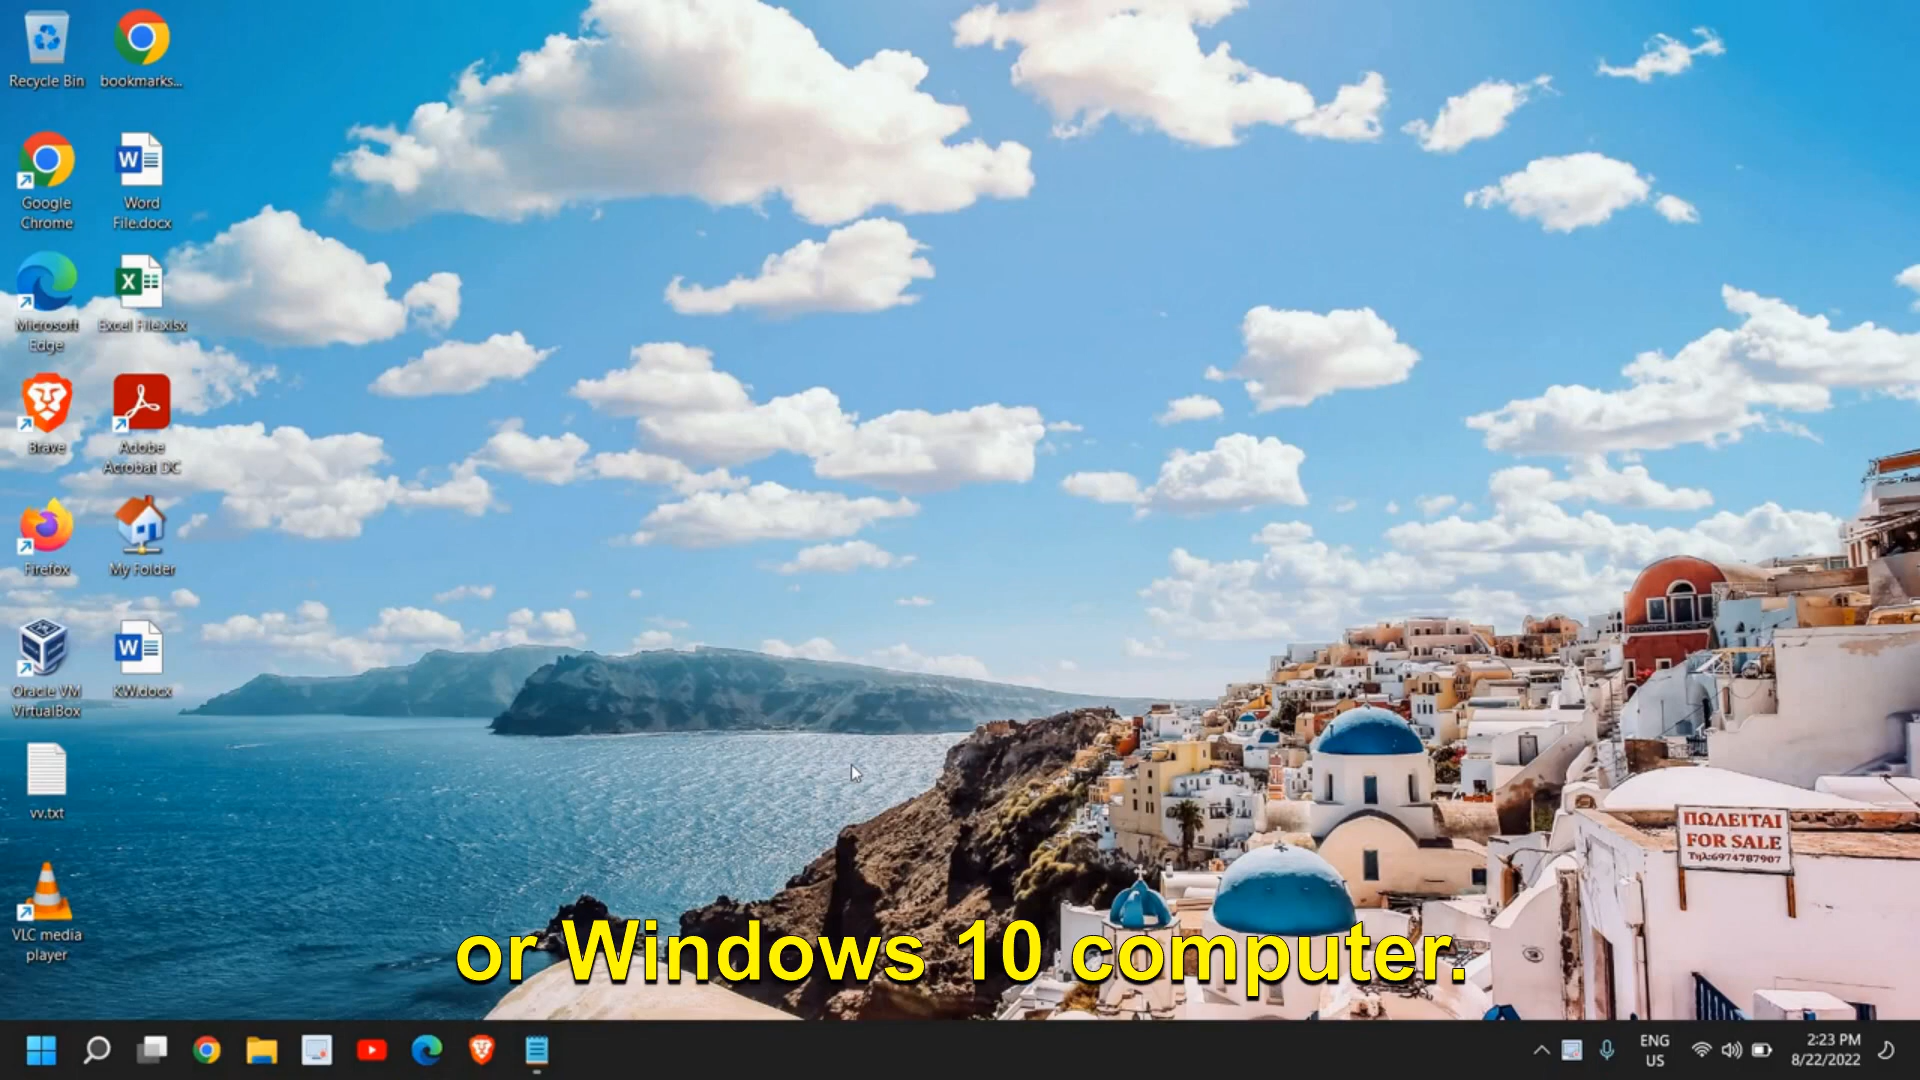 Recycle Bin
bookmarks...
Google
Chrome
Word
File.docx
Microsoft
Edge
Excel File.xlsx
Brave
Adobe
Acrobat DC
Firefox
My Folder
Oracle VM
VirtualBox
KW.docx
vv.txt
VLC media
player
ΠΩΛΕΙΤΑΙ
FOR SALE
Τηλ:6974787907
or Windows 10 computer.
ENG
US
2:23 PM
8/22/2022